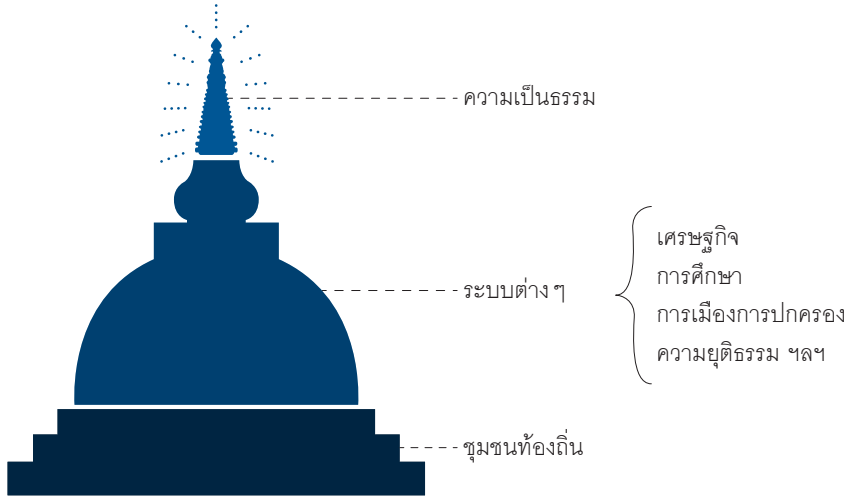 ความเป็นธรรม
ระบบต่างๆ
เศรษฐกิจ
การศึกษา
การเมืองการปกครอง
ความยุติธรรม ฯลฯ
ชุมชนท้องถิ่น